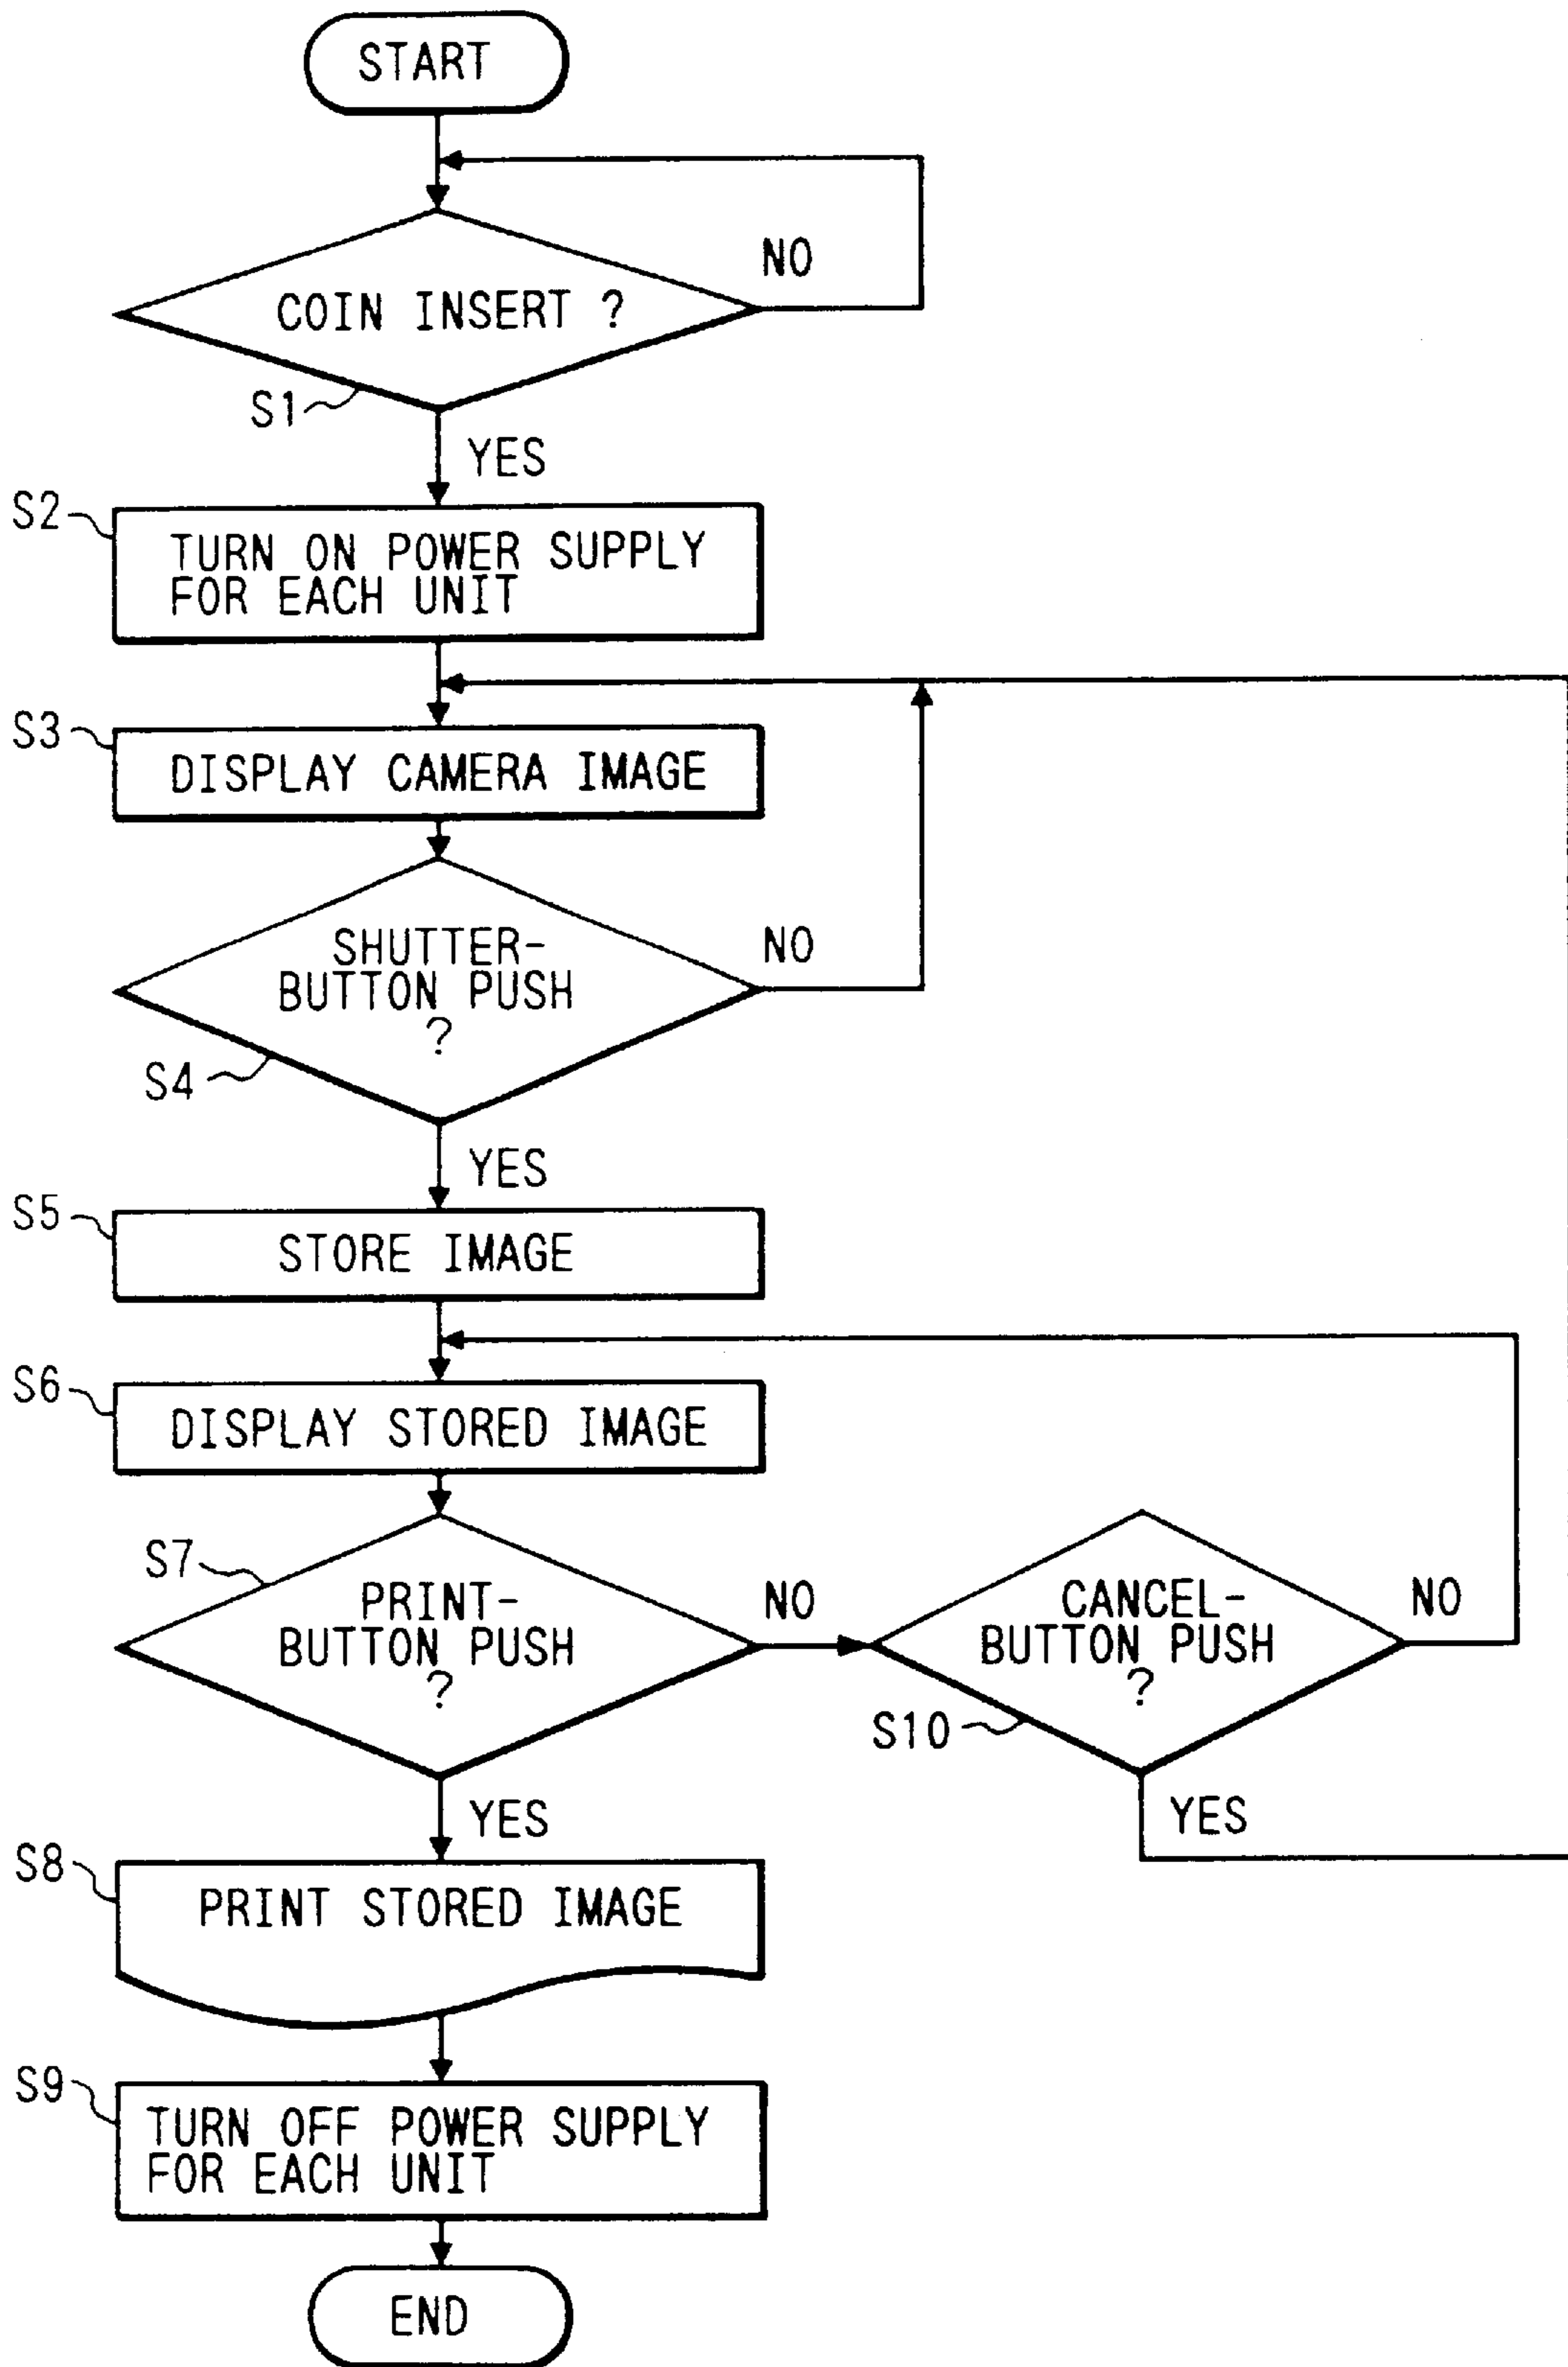 START
NO
COIN INSERT ?
S1
YES
S2
TURN ON POWER SUPPLY
FOR EACH UNIT
S3
DISPLAY CAMERA IMAGE
SHUTTER-
BUTTON PUSH
?
NO
S4
YES
S5
STORE IMAGE
S6
DISPLAY STORED IMAGE
S7
PRINT-
BUTTON PUSH
?
NO
CANCEL-
BUTTON PUSH
?
NO
S10
YES
YES
S8
PRINT STORED IMAGE
S9
TURN OFF POWER SUPPLY
FOR EACH UNIT
END